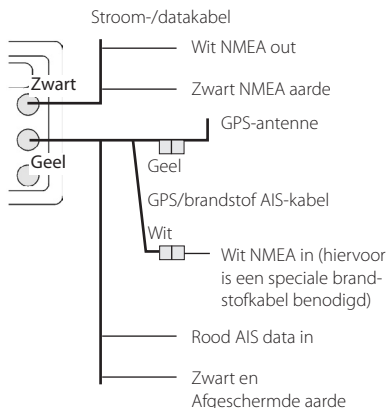 Stroom-/datakabel
Wit NMEA out
Zwart
Zwart NMEA aarde
GPS-antenne
Geel
Geel
GPS/brandstof AIS-kabel
Wit
Wit NMEA in (hiervoor
is een speciale brand-
stofkabel benodigd)
Rood AIS data in
Zwart en
Afgeschermde aarde